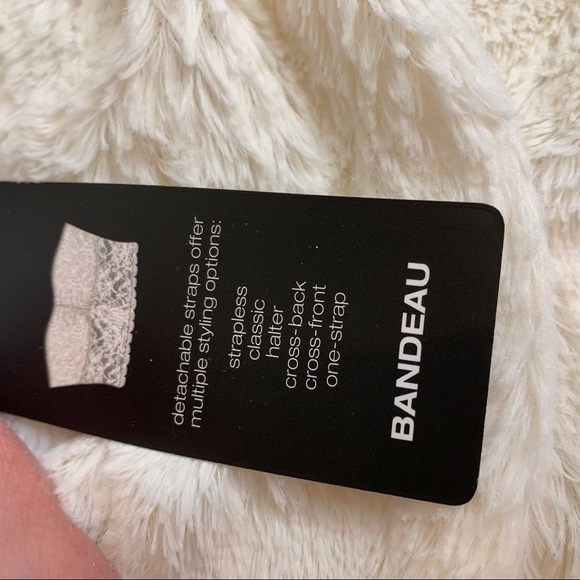 detachable straps offer
multiple styling options:
strapless
classic
halter
cross-back
cross-front
one-strap
BANDEAU